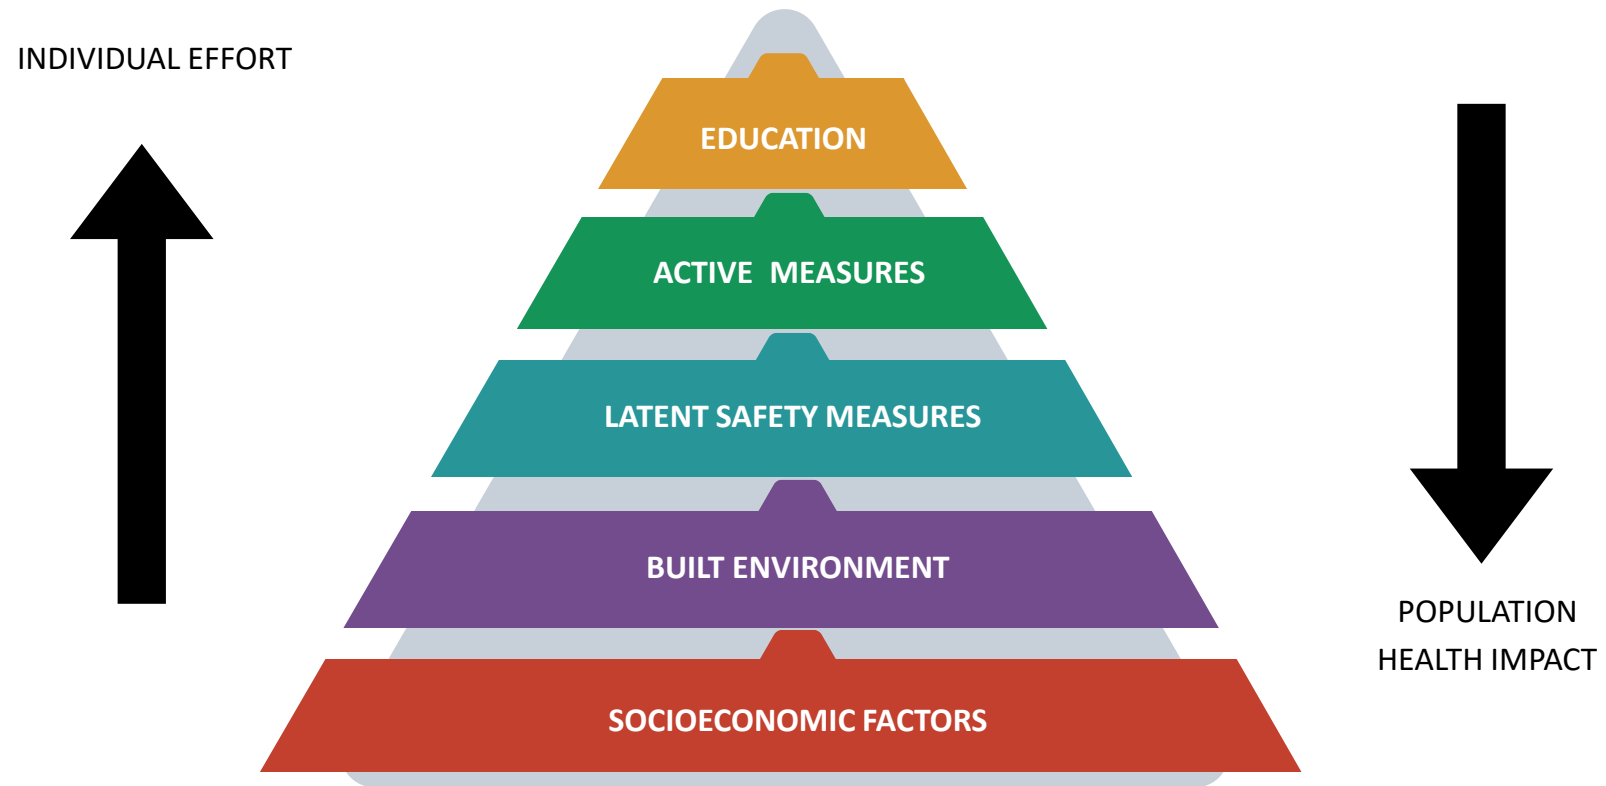 INDIVIDUAL EFFORT
EDUCATION
ACTIVE MEASURES
LATENT SAFETY MEASURES
BUILT ENVIRONMENT
POPULATION
HEALTH IMPACT
SOCIOECONOMIC FACTORS